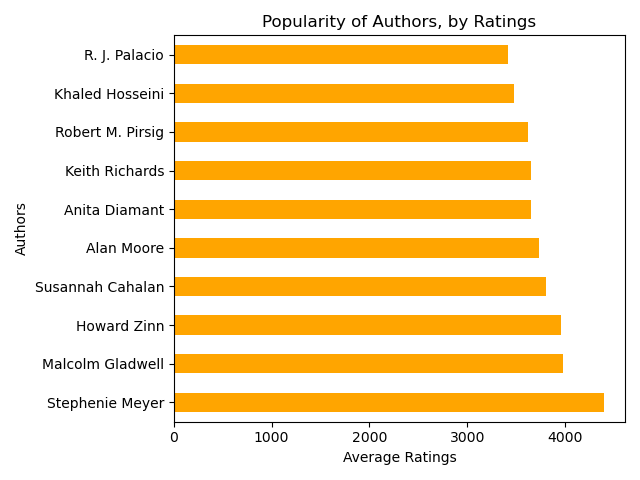 Popularity of Authors, by Ratings
R. J. Palacio
Khaled Hosseini
Robert M. Pirsig
Keith Richards
Anita Diamant
Alan Moore
Susannah Cahalan
Howard Zinn
Malcolm Gladwell
Stephenie Meyer
Authors
0 1000 2000 3000 4000
Average Ratings